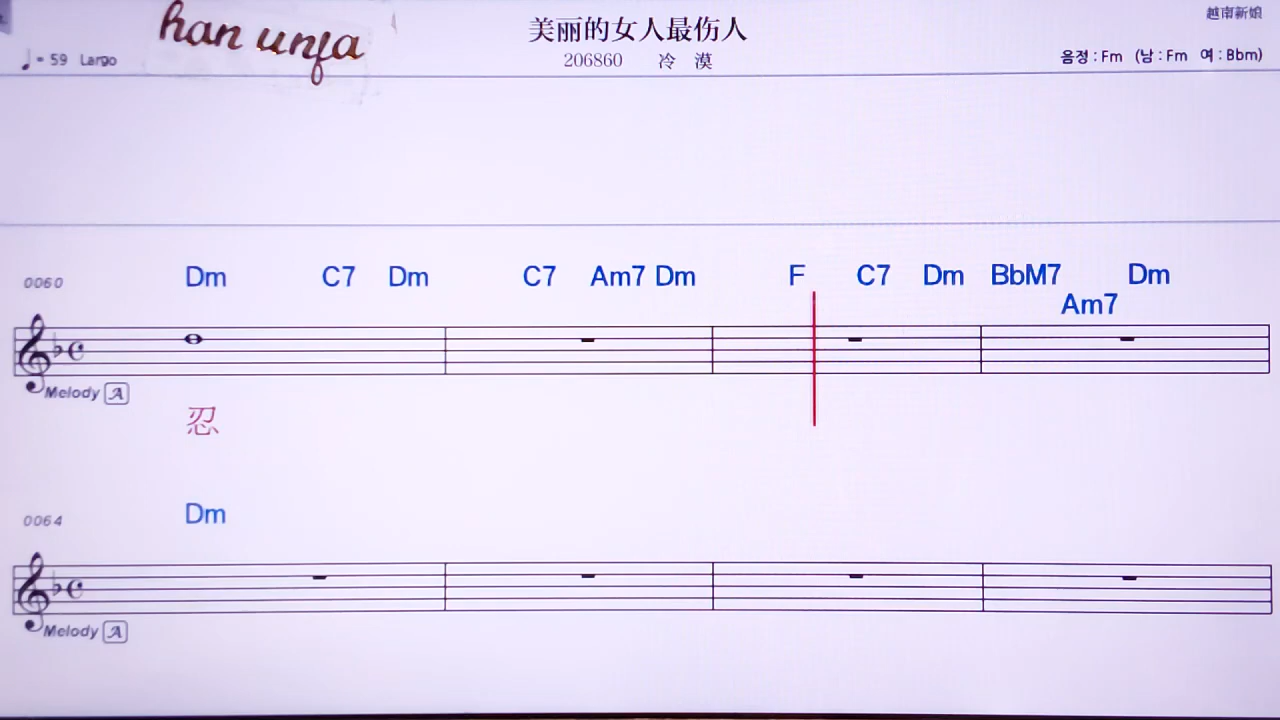 han unfa
美丽的女人最伤人
越南新娘
♩= 59 Largo
206860 冷 漠
음정 : Fm (남 : Fm 여 : Bbm)
0060 Dm C7 Dm C7 Am7 Dm F C7 Dm BbM7 Am7 Dm
Melody A
忍
0064 Dm
Melody A